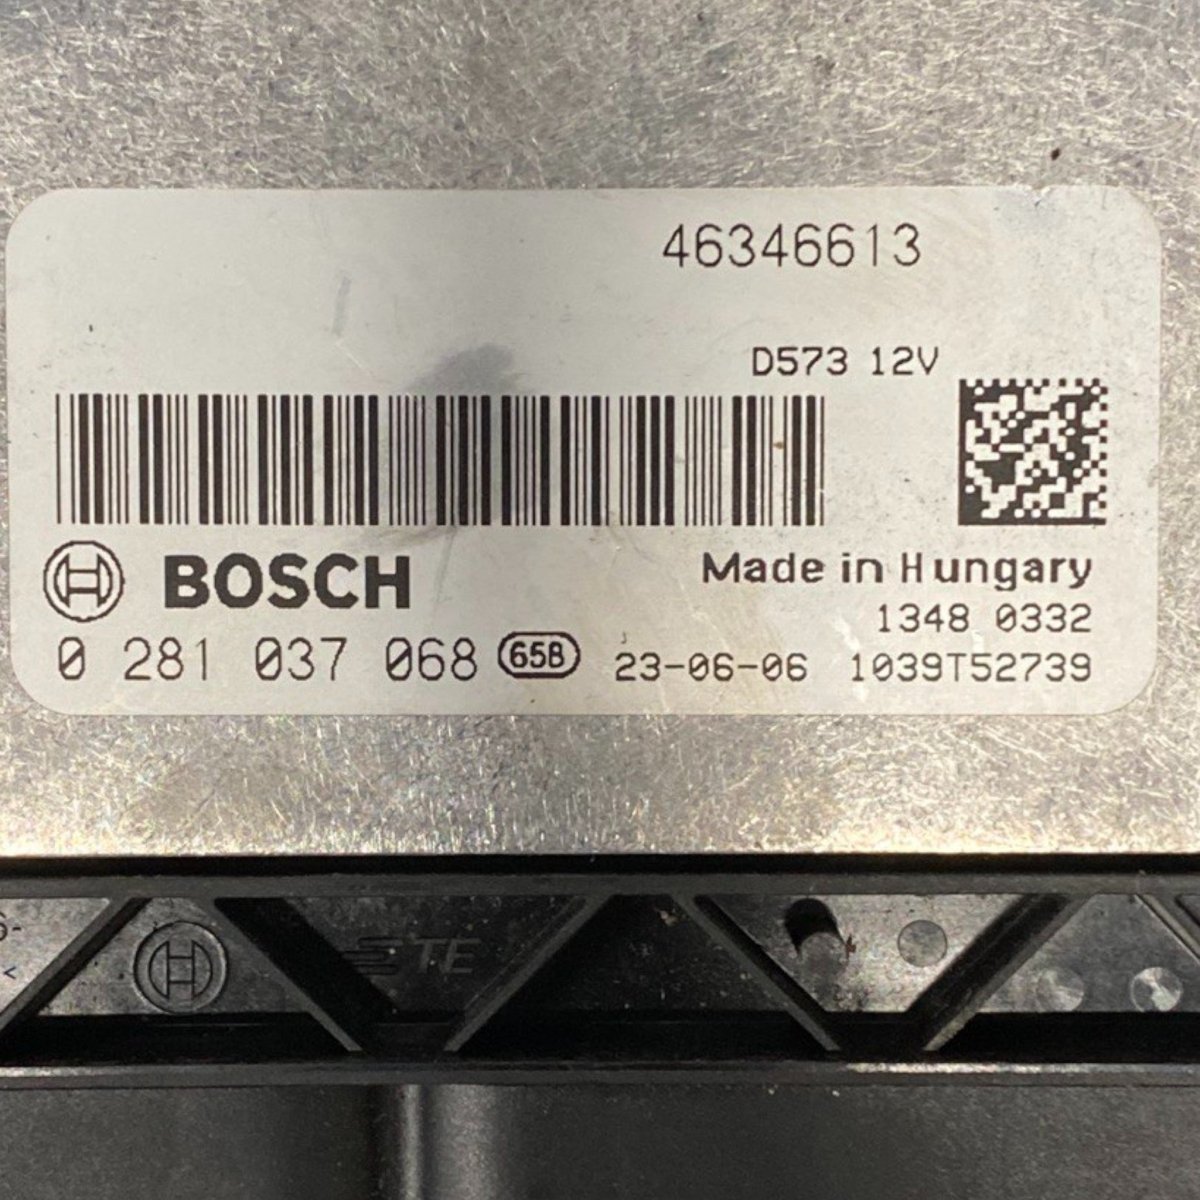 46346613
D573 12V
BOSCH
Made in Hungary
1348 0332
0 281 037 068 65B 23-06-06 1039T52739
TE